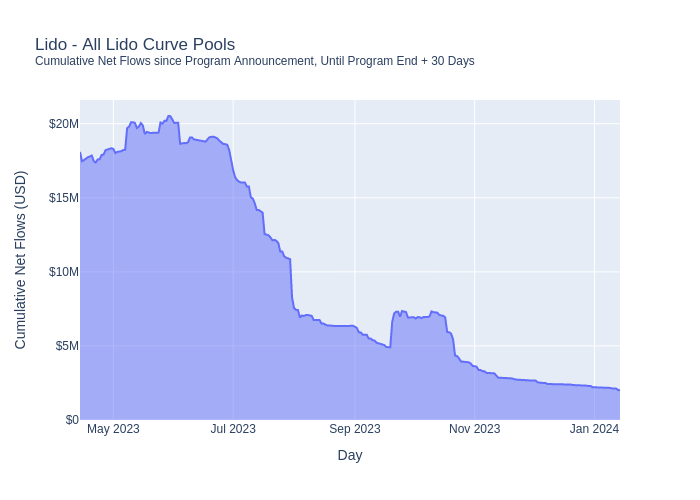 Lido - All Lido Curve Pools
Cumulative Net Flows since Program Announcement, Until Program End + 30 Days
Cumulative Net Flows (USD)
$20M
$15M
$10M
$5M
$0
May 2023
Jul 2023
Sep 2023
Nov 2023
Jan 2024
Day